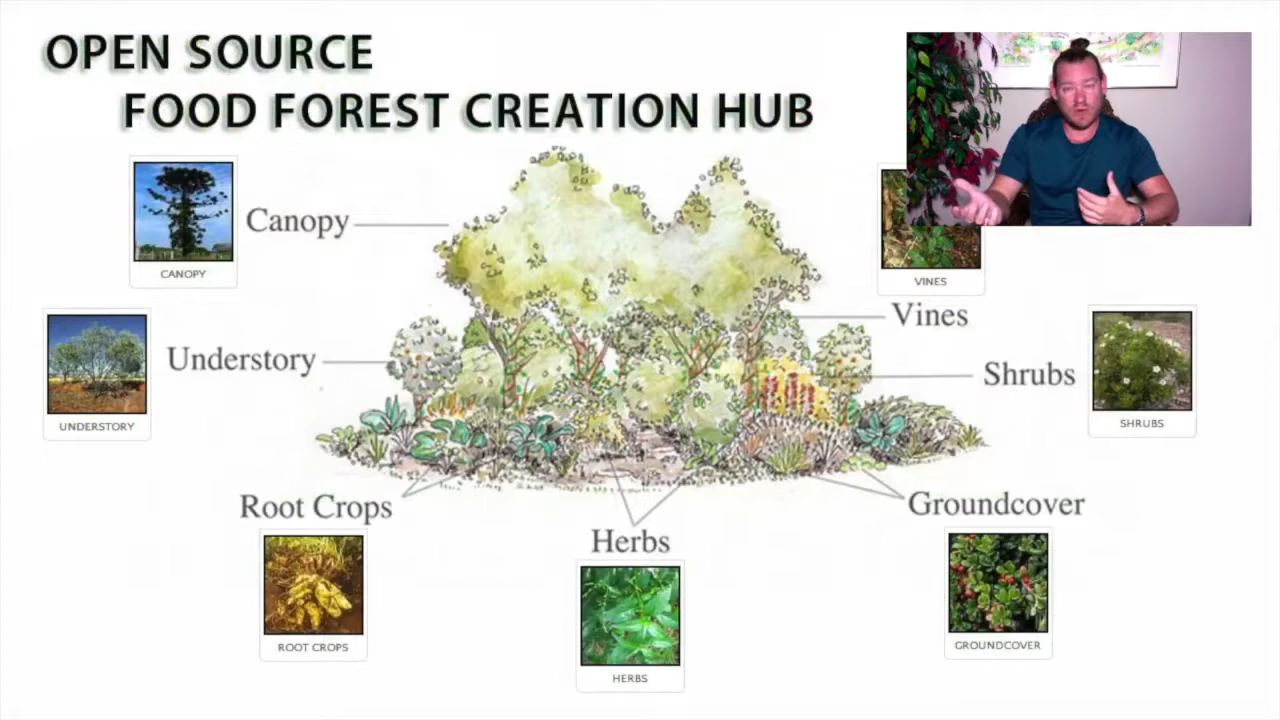 OPEN SOURCE
FOOD FOREST CREATION HUB
CANOPY
Canopy
VINES
Vines
UNDERSTORY
Understory
Shrubs
SHRUBS
Root Crops
Herbs
Groundcover
ROOT CROPS
HERBS
GROUNDCOVER